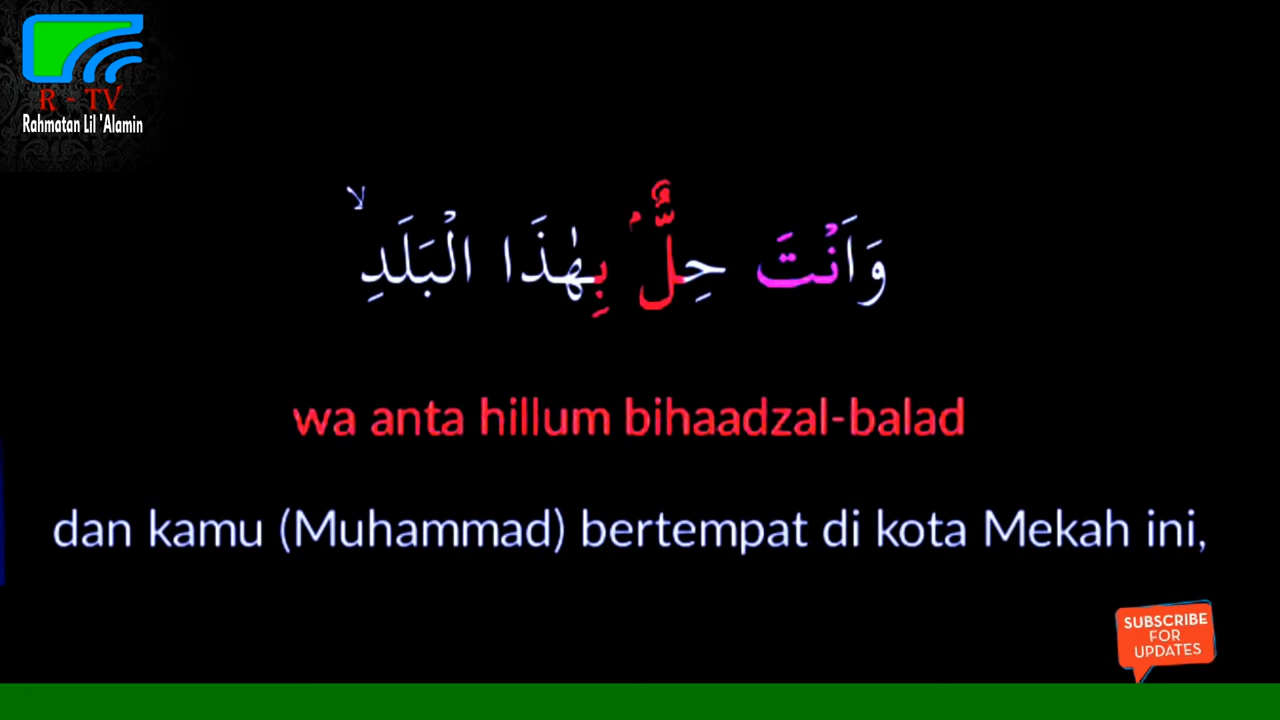 R - TV
Rahmatan Lil 'Alamin
وَاَنْتَ حِلٌّۢ بِهٰذَا الْبَلَدِۙ
wa anta hillum bihaadzal-balad
dan kamu (Muhammad) bertempat di kota Mekah ini,
SUBSCRIBE
FOR
UPDATES